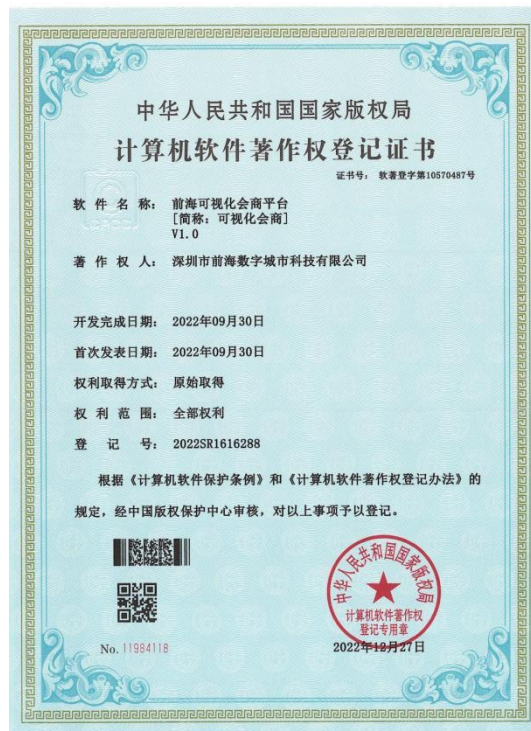 中华人民共和国国家版权局
计算机软件著作权登记证书
证书号： 软著登字第10570487号
软件名称： 前海可视化会商平台
[简称：可视化会商]
V1.0
著作权人： 深圳市前海数字城市科技有限公司
开发完成日期： 2022年09月30日
首次发表日期： 2022年09月30日
权利取得方式： 原始取得
权利范围： 全部权利
登记号： 2022SR1616288
根据《计算机软件保护条例》和《计算机软件著作权登记办法》的
规定，经中国版权保护中心审核，对以上事项予以登记。
中华人民共和国国家版权局
计算机软件著作权
登记专用章
No. 11984118
2022年12月27日